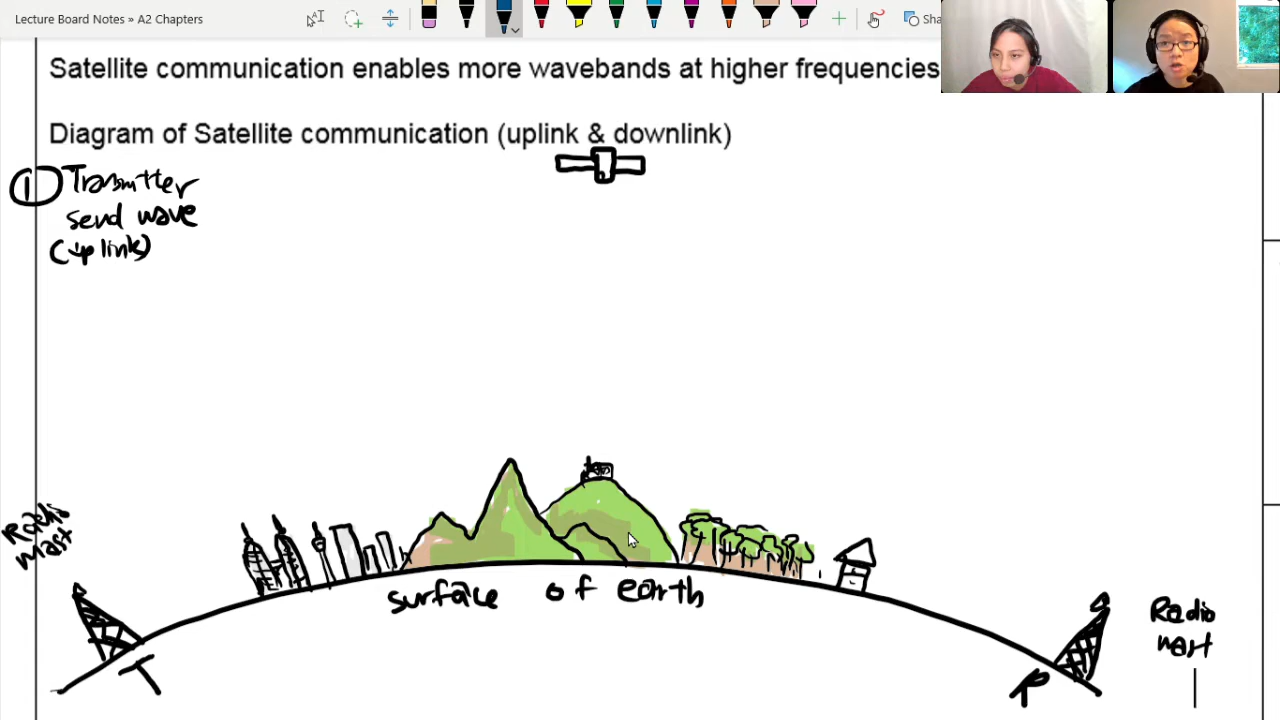 Lecture Board Notes » A2 Chapters
Sha
Satellite communication enables more wavebands at higher frequencies
Diagram of Satellite communication (uplink & downlink)
1 Transmitter
send wave
(uplink)
Radio
mast
surface of earth
Radio
mast
T
R